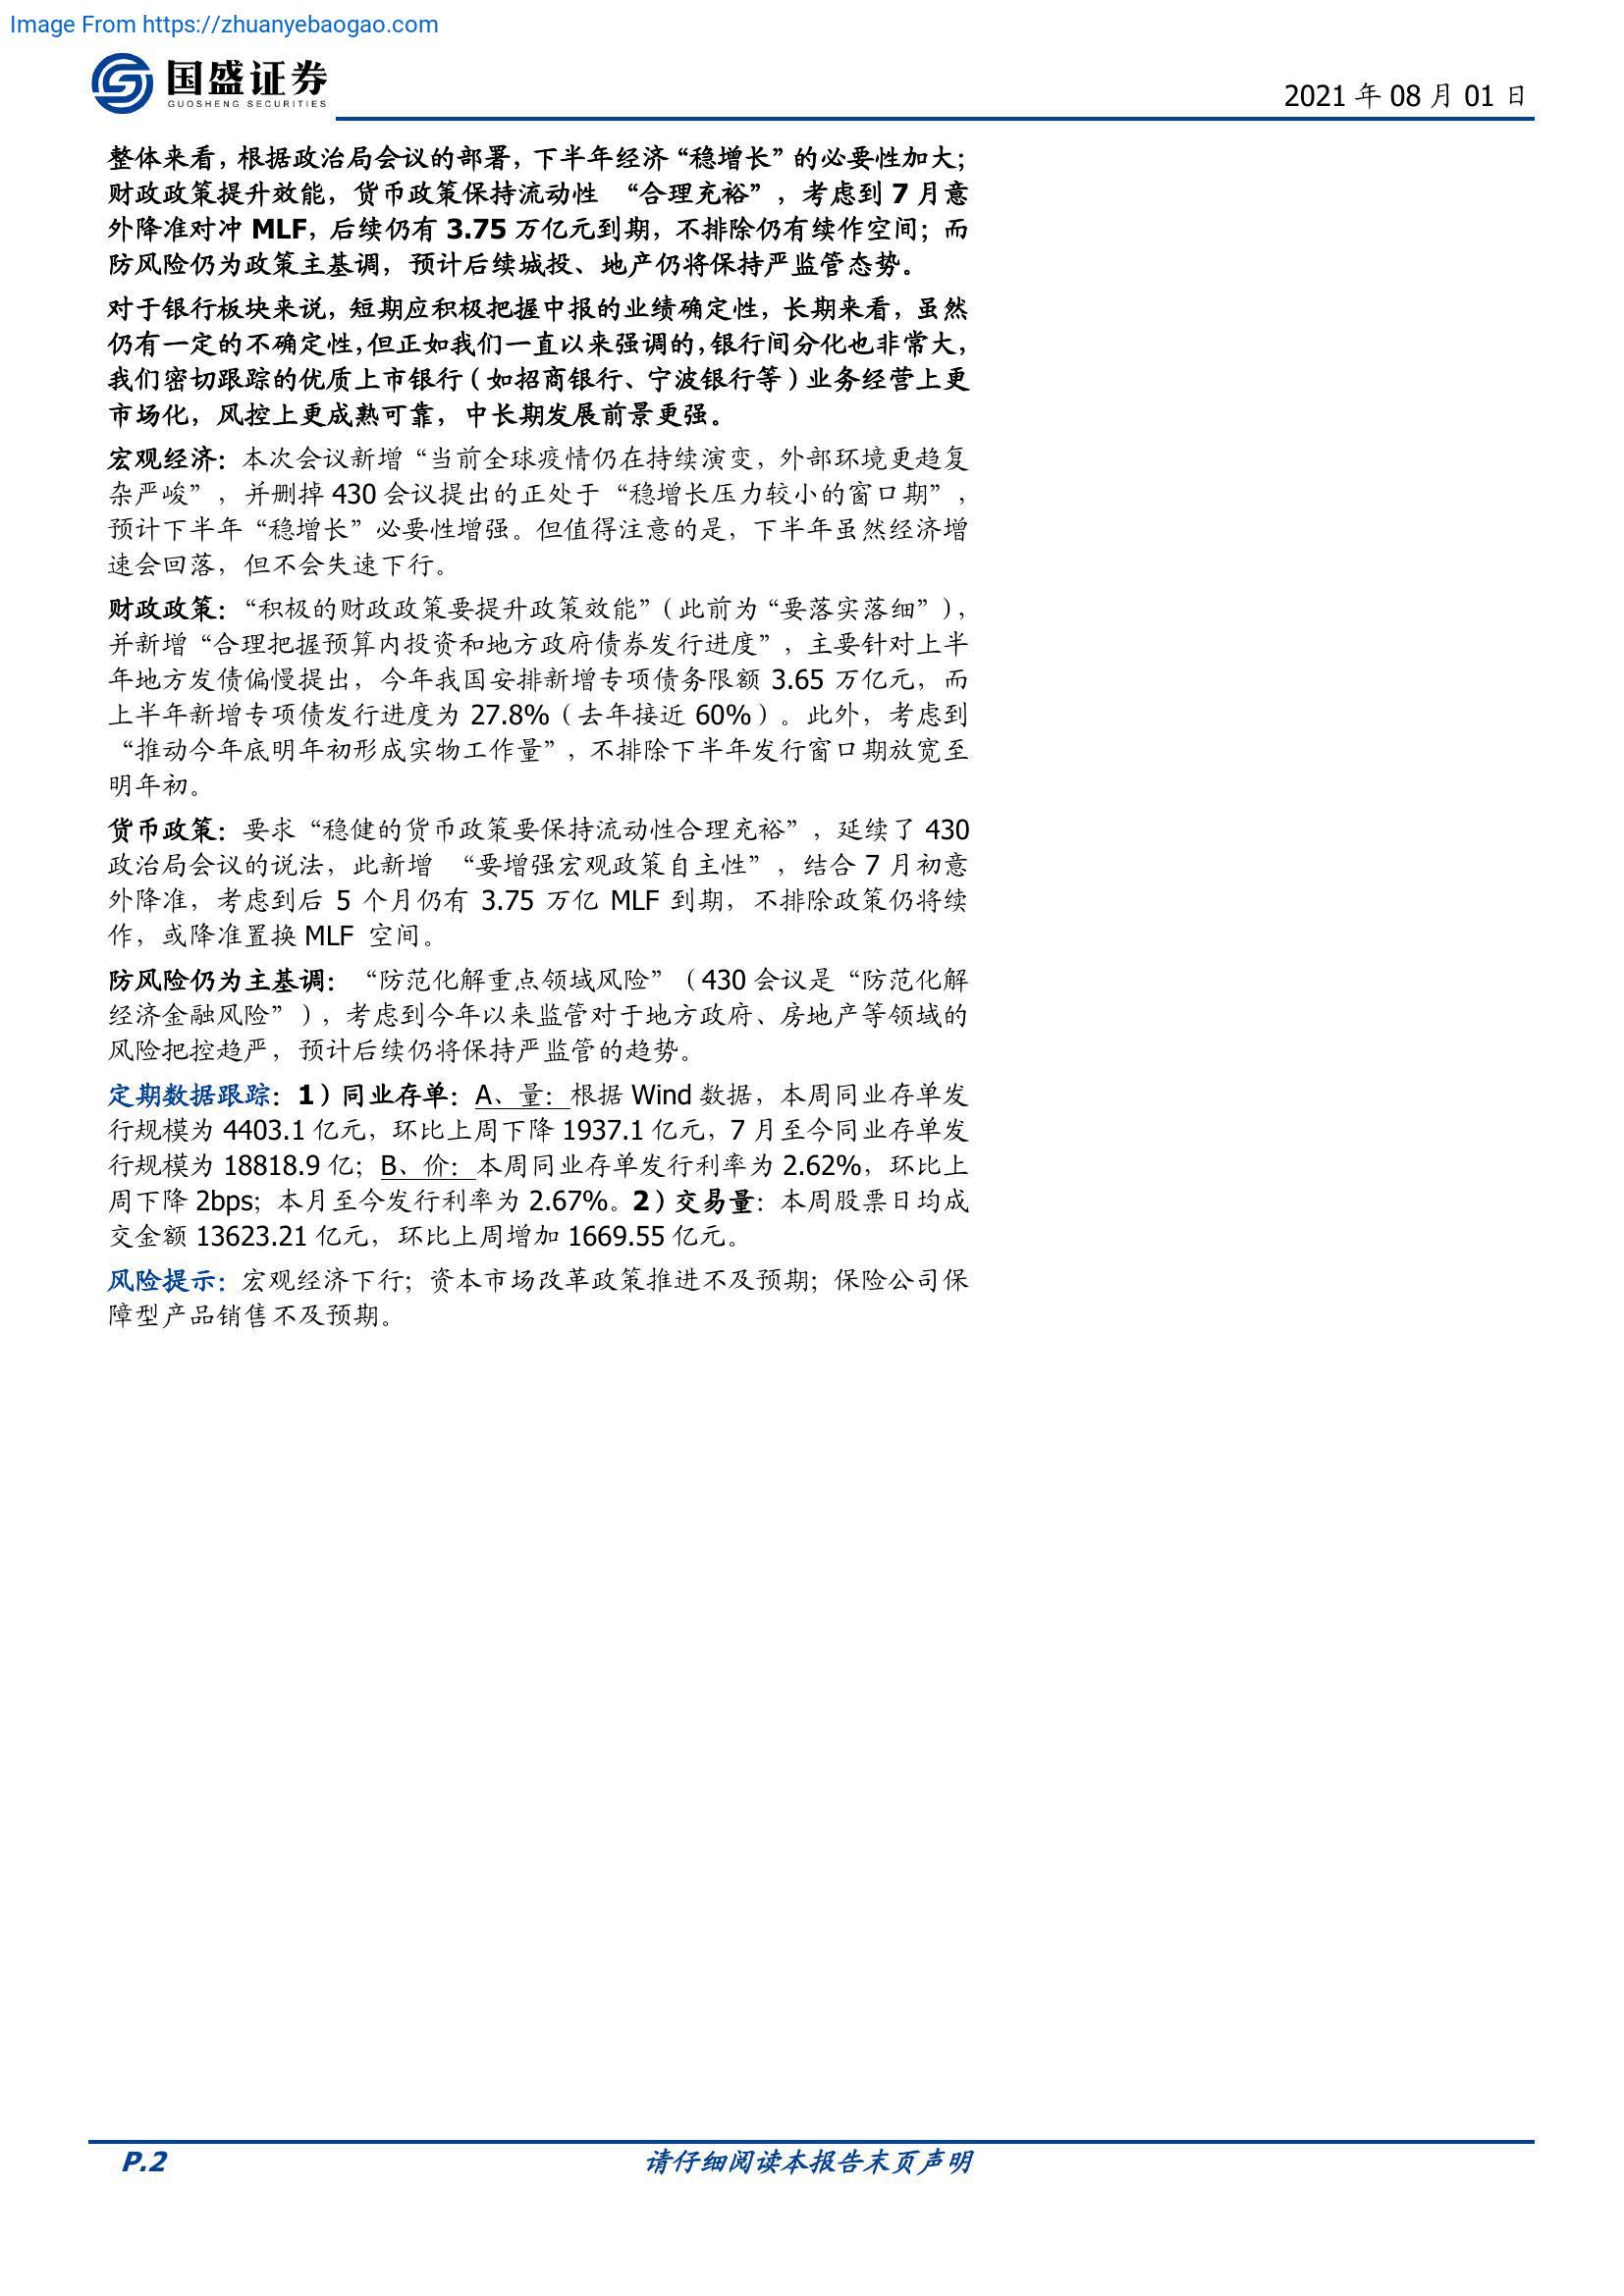 Image From https://zhuanyebaogao.com
国盛证券
GUOSHENG SECURITIES
2021 年 08 月 01 日
整体来看，根据政治局会议的部署，下半年经济“稳增长”的必要性加大；
财政政策提升效能，货币政策保持流动性 “合理充裕”，考虑到 7 月意
外降准对冲 MLF，后续仍有 3.75 万亿元到期，不排除仍有续作空间；而
防风险仍为政策主基调，预计后续城投、地产仍将保持严监管态势。
对于银行板块来说，短期应积极把握中报的业绩确定性，长期来看，虽然
仍有一定的不确定性，但正如我们一直以来强调的，银行间分化也非常大，
我们密切跟踪的优质上市银行（如招商银行、宁波银行等）业务经营上更
市场化，风控上更成熟可靠，中长期发展前景更强。
宏观经济：本次会议新增“当前全球疫情仍在持续演变，外部环境更趋复
杂严峻”，并删掉 430 会议提出的正处于“稳增长压力较小的窗口期”，
预计下半年“稳增长”必要性增强。但值得注意的是，下半年虽然经济增
速会回落，但不会失速下行。
财政政策：“积极的财政政策要提升政策效能”（此前为“要落实落细”），
并新增“合理把握预算内投资和地方政府债券发行进度”，主要针对上半
年地方发债偏慢提出，今年我国安排新增专项债务限额 3.65 万亿元，而
上半年新增专项债发行进度为 27.8%（去年接近 60%）。此外，考虑到
“推动今年底明年初形成实物工作量”，不排除下半年发行窗口期放宽至
明年初。
货币政策：要求“稳健的货币政策要保持流动性合理充裕”，延续了 430
政治局会议的说法，此新增 “要增强宏观政策自主性”，结合 7 月初意
外降准，考虑到后 5 个月仍有 3.75 万亿 MLF 到期，不排除政策仍将续
作，或降准置换 MLF 空间。
防风险仍为主基调：“防范化解重点领域风险”（430 会议是“防范化解
经济金融风险”），考虑到今年以来监管对于地方政府、房地产等领域的
风险把控趋严，预计后续仍将保持严监管的趋势。
定期数据跟踪：1）同业存单：A、量：根据 Wind 数据，本周同业存单发
行规模为 4403.1 亿元，环比上周下降 1937.1 亿元，7 月至今同业存单发
行规模为 18818.9 亿；B、价：本周同业存单发行利率为 2.62%，环比上
周下降 2bps；本月至今发行利率为 2.67%。2）交易量：本周股票日均成
交金额 13623.21 亿元，环比上周增加 1669.55 亿元。
风险提示：宏观经济下行；资本市场改革政策推进不及预期；保险公司保
障型产品销售不及预期。
P.2
请仔细阅读本报告末页声明